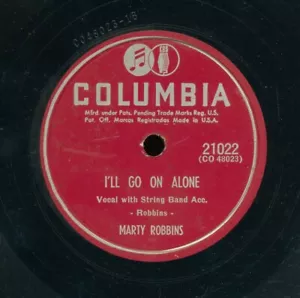 COLUMBIA
Mfrd. under Pats. Pending Trade Marks Reg. U.S.
Pat. Off. Marcas Registradas Made in U.S.A.
21022
(CO 48023)
I'LL GO ON ALONE
Vocal with String Band Acc.
- Robbins -
MARTY ROBBINS